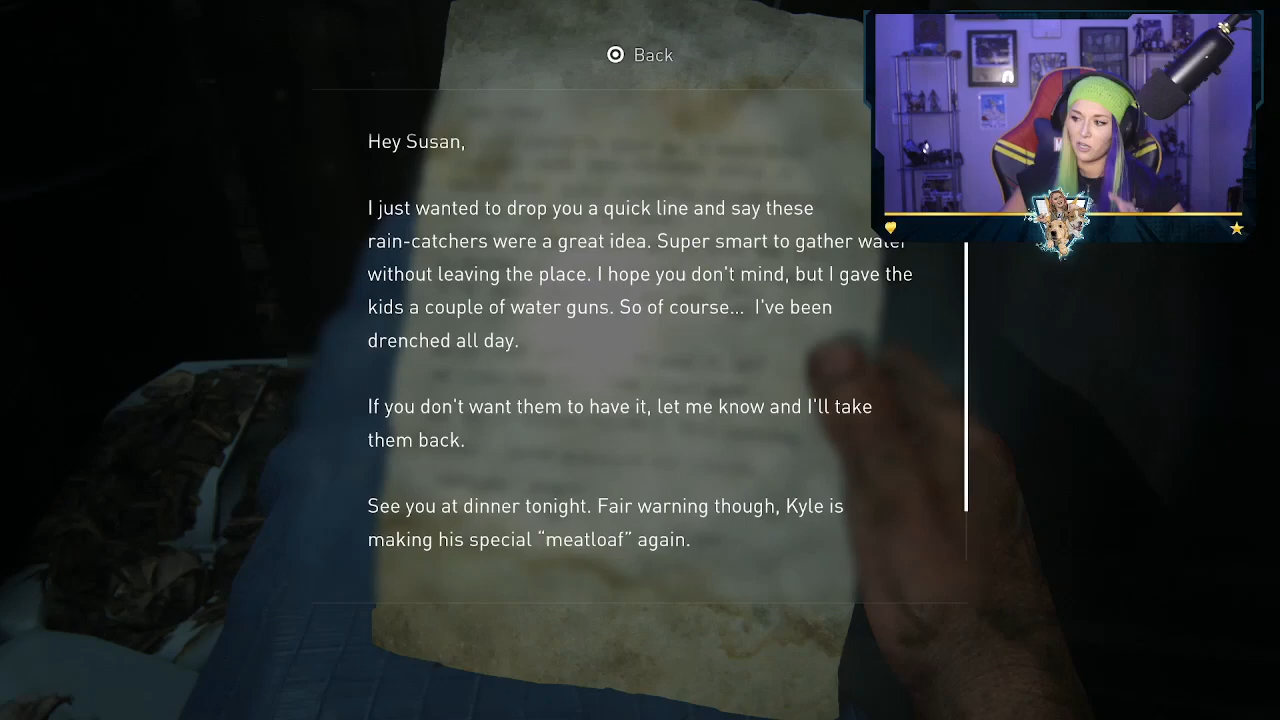 Back
Hey Susan,
I just wanted to drop you a quick line and say these
rain-catchers were a great idea. Super smart to gather water
without leaving the place. I hope you don't mind, but I gave the
kids a couple of water guns. So of course... I've been
drenched all day.
If you don't want them to have it, let me know and I'll take
them back.
See you at dinner tonight. Fair warning though, Kyle is
making his special “meatloaf” again.